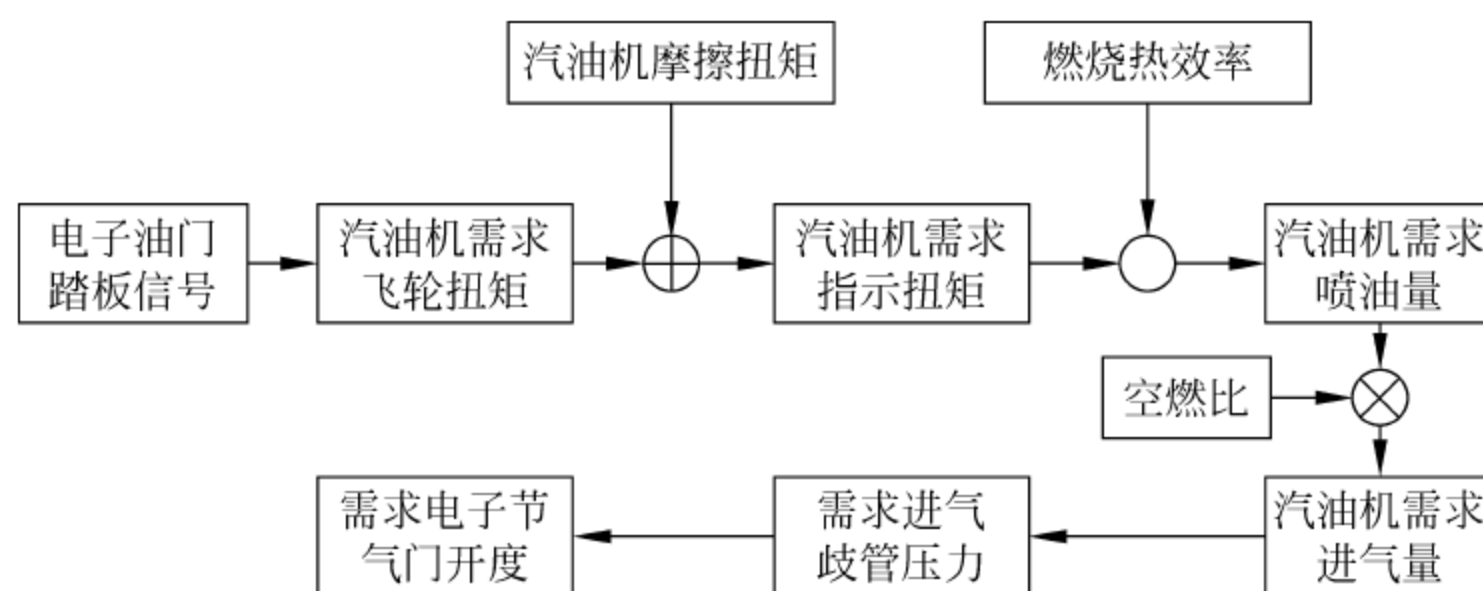 汽油机摩擦扭矩
燃烧热效率
电子油门
踏板信号
汽油机需求
飞轮扭矩
汽油机需求
指示扭矩
汽油机需求
喷油量
空燃比
需求电子节
气门开度
需求进气
歧管压力
汽油机需求
进气量